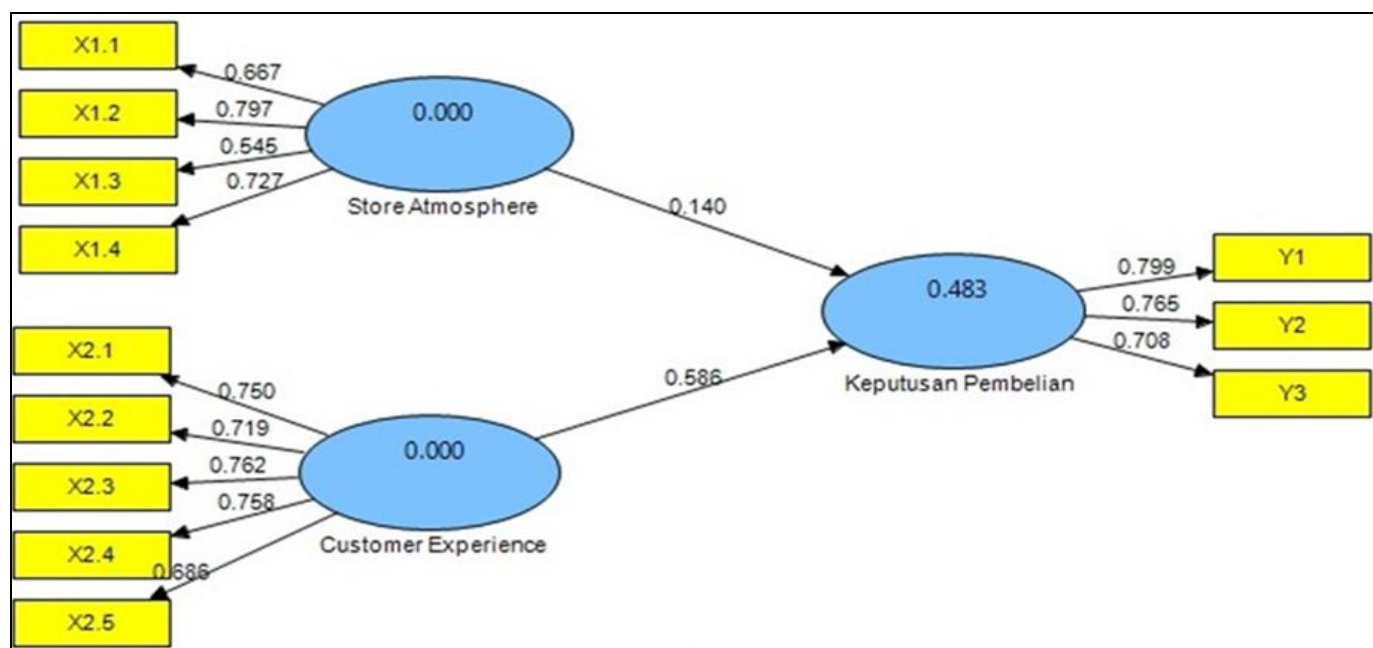 X1.1
0.667
X1.2
0.797
X1.3
0.545
X1.4
0.727
0.000
Store Atmosphere
0.140
X2.1
0.750
X2.2
0.719
X2.3
0.762
X2.4
0.758
X2.5
0.686
0.000
Customer Experience
0.586
0.483
Keputusan Pembelian
0.799
Y1
0.765
Y2
0.708
Y3